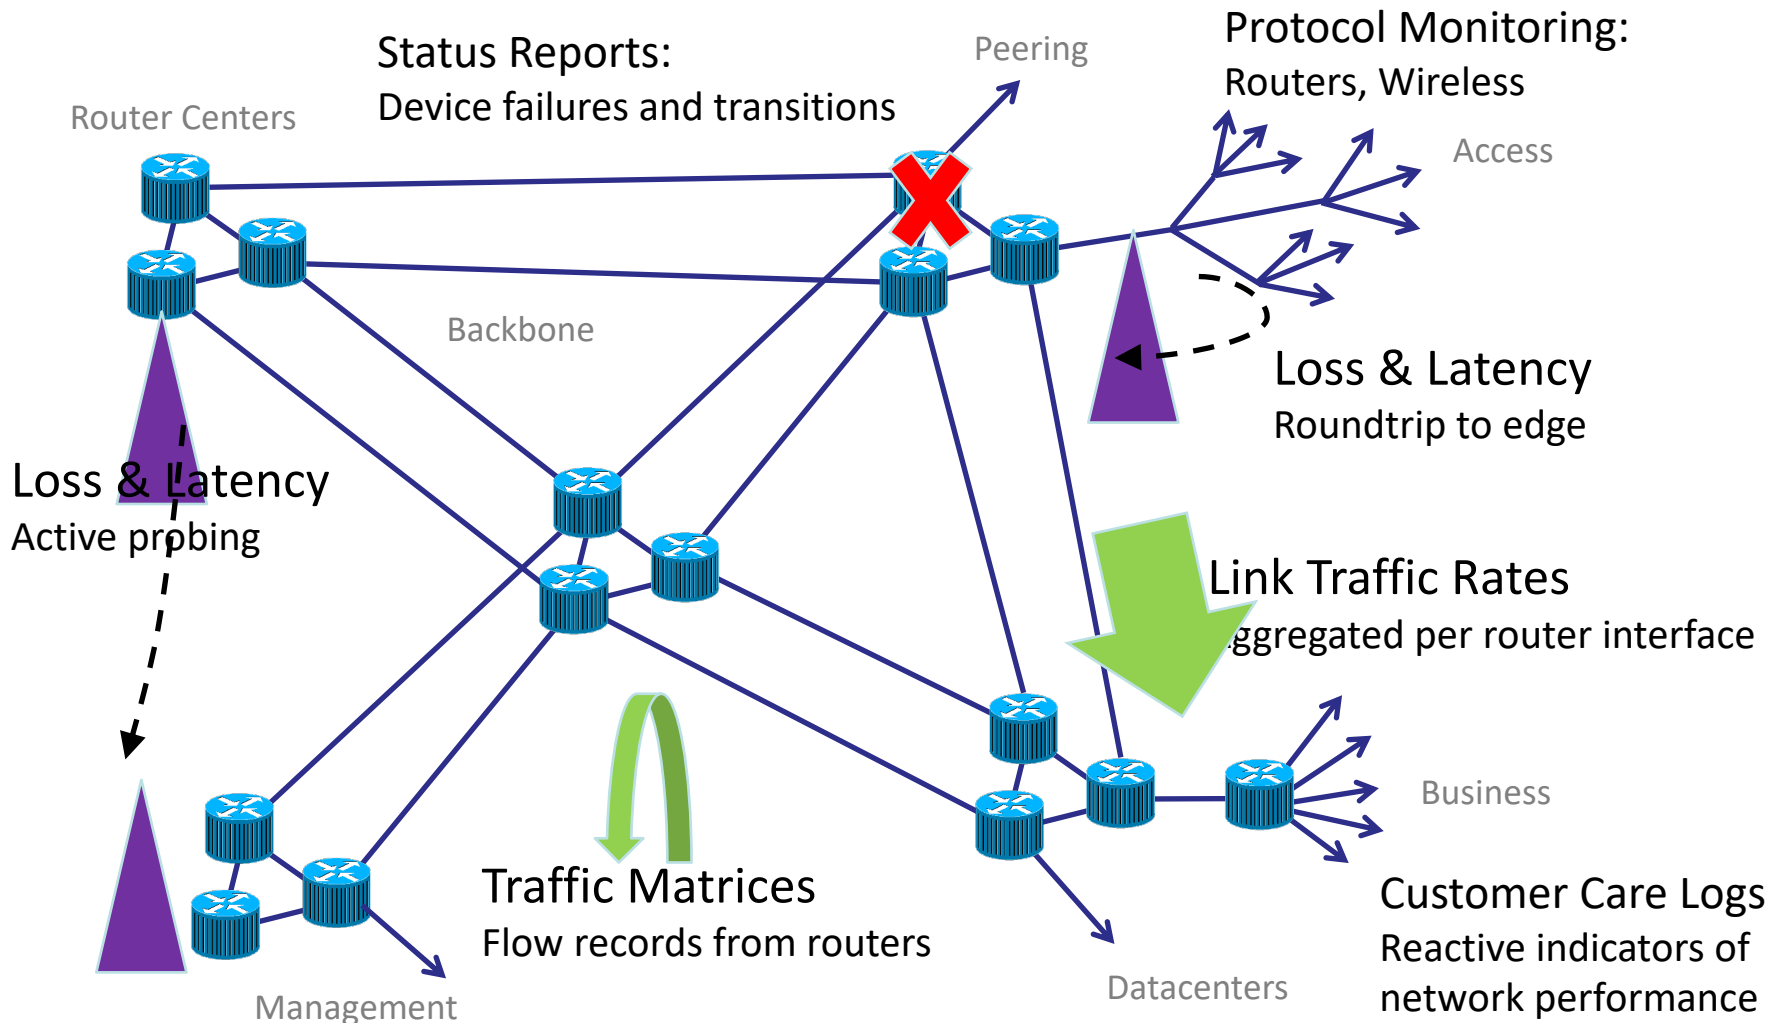 Status Reports:
Device failures and transitions
Peering
Protocol Monitoring:
Routers, Wireless
Router Centers
Access
Backbone
Loss & Latency
Roundtrip to edge
Loss & Latency
Active probing
Link Traffic Rates
Aggregated per router interface
Business
Traffic Matrices
Flow records from routers
Customer Care Logs
Reactive indicators of
network performance
Datacenters
Management